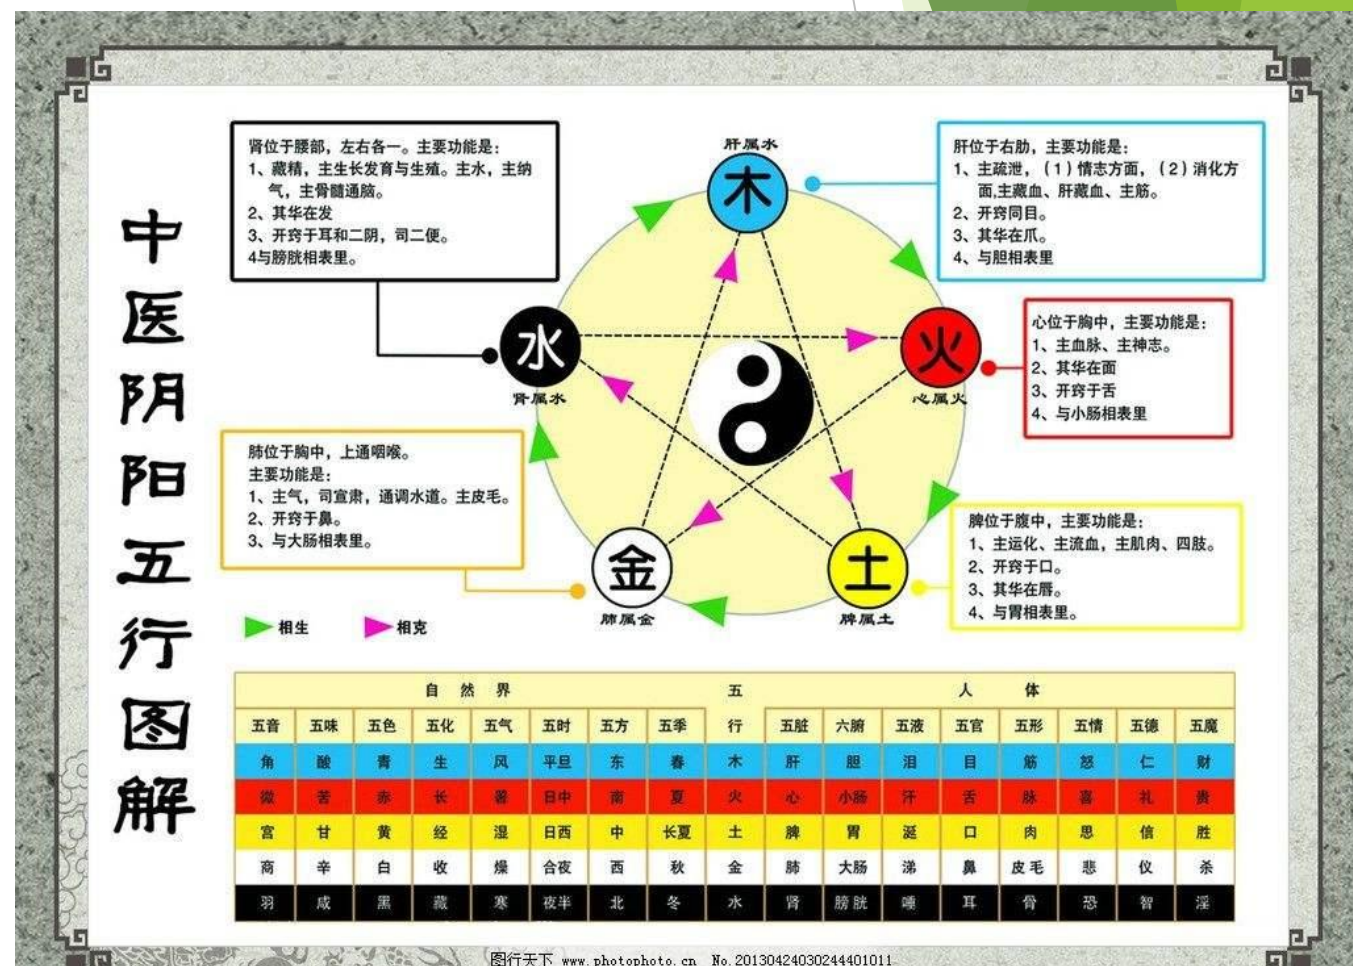 中医阴阳五行图解
肾位于腰部，左右各一。主要功能是：
1、藏精，主生长发育与生殖。主水，主纳
气，主骨髓通脑。
2、其华在发
3、开窍于耳和二阴，司二便。
4与膀胱相表里。
肝属水
木
肝位于右肋，主要功能是：
1、主疏泄，(1)情志方面，(2)消化方
面,主藏血、肝藏血、主筋。
2、开窍同目。
3、其华在爪。
4、与胆相表里
水
肾属水
火
心属火
心位于胸中，主要功能是：
1、主血脉、主神志。
2、其华在面
3、开窍于舌
4、与小肠相表里
肺位于胸中，上通咽喉。
主要功能是：
1、主气，司宣肃，通调水道。主皮毛。
2、开窍于鼻。
3、与大肠相表里。
金
肺属金
土
脾属土
脾位于腹中，主要功能是：
1、主运化、主流血，主肌肉、四肢。
2、开窍于口。
3、其华在唇。
4、与胃相表里。
相生 相克
自然界 五 人体
五音 五味 五色 五化 五气 五时 五方 五季 行 五脏 六腑 五液 五官 五形 五情 五德 五魔
角 酸 青 生 风 平旦 东 春 木 肝 胆 泪 目 筋 怒 仁 财
苦 赤 长 暑 日中 南 夏 火 心 小肠 汗 舌 脉 喜 礼 贵
宫 甘 黄 经 湿 日西 中 长夏 土 脾 胃 涎 口 肉 思 信 胜
商 辛 白 收 燥 合夜 西 秋 金 肺 大肠 涕 鼻 皮毛 悲 仪 杀
羽 咸 黑 藏 寒 夜半 北 冬 水 肾 膀胱 唾 耳 骨 恐 智 淫
图行天下 www.photophoto.cn No.20130424030244401011